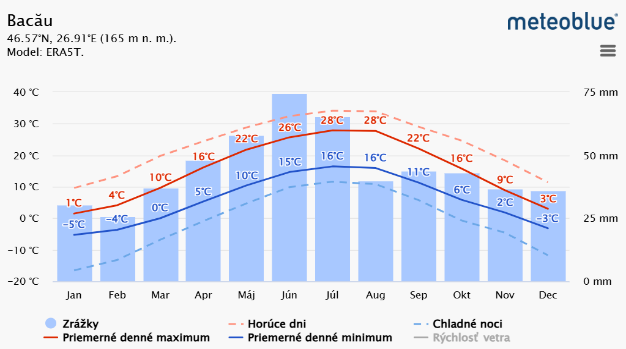 Bacău
meteoblue®
46.57°N, 26.91°E (165 m n. m.).
Model: ERA5T.
40 °C
30 °C
20 °C
10 °C
0 °C
−10 °C
−20 °C
75 mm
50 mm
25 mm
0 mm
1°C 4°C 10°C 16°C 22°C 26°C 28°C 28°C 22°C 16°C 9°C 3°C
−5°C −4°C 0°C 5°C 10°C 15°C 16°C 16°C 11°C 6°C 2°C −3°C
Jan Feb Mar Apr Máj Jún Júl Aug Sep Okt Nov Dec
Zrážky Horúce dni Chladné noci
Priemerné denné maximum Priemerné denné minimum Rýchlosť vetra